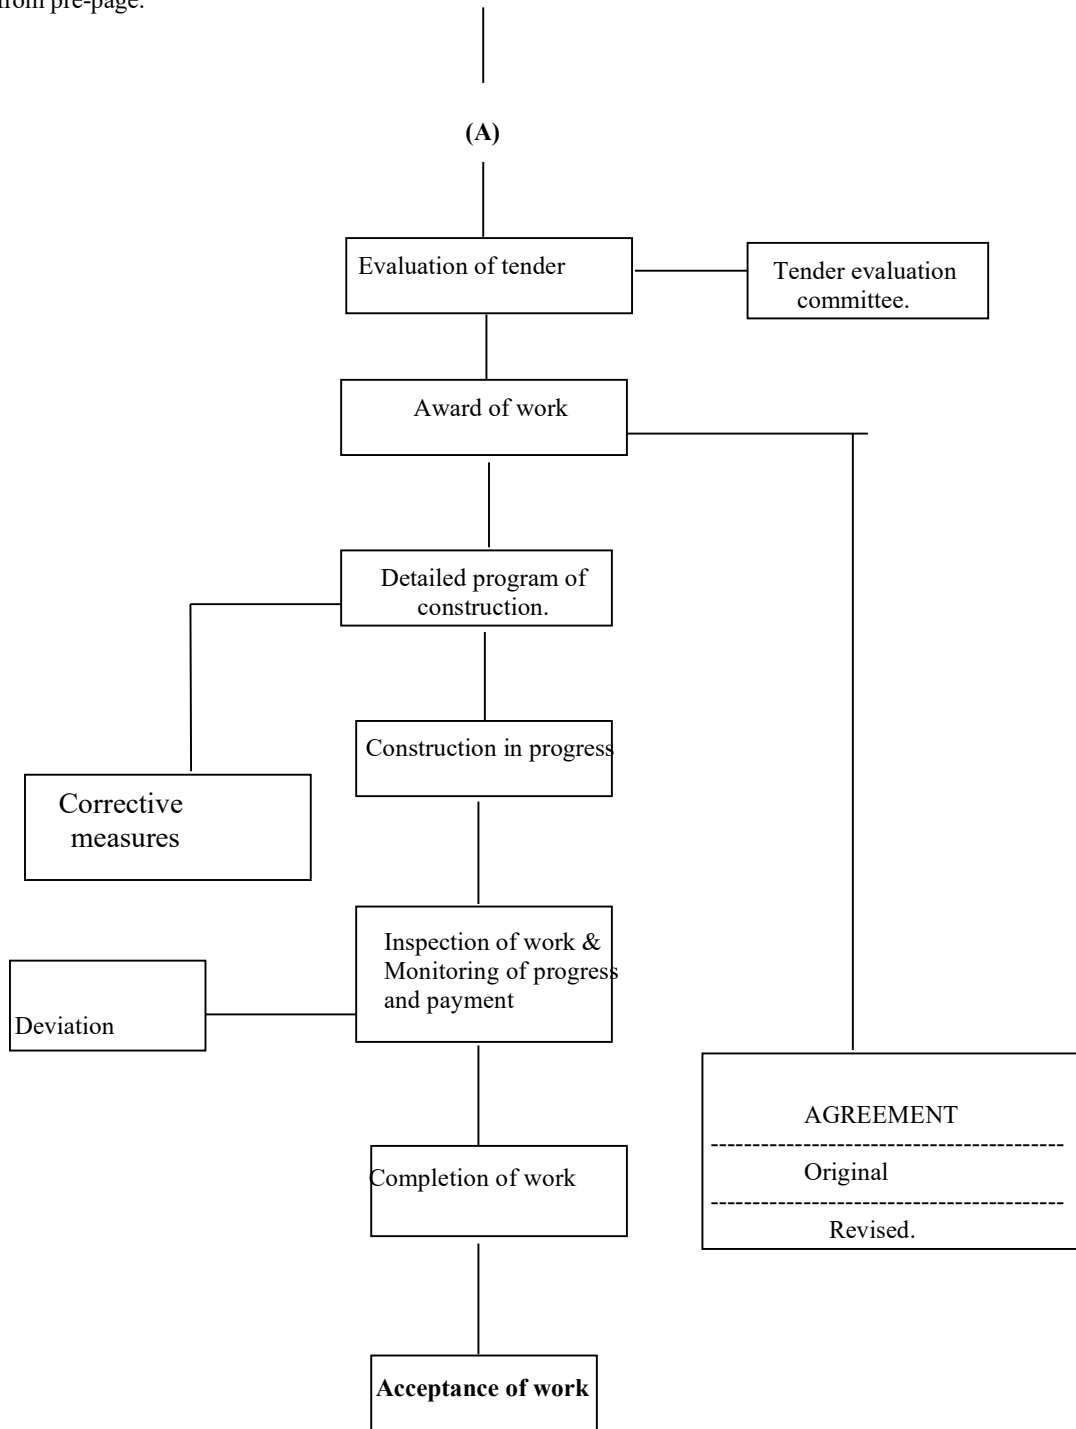 from pre-page.
(A)
Evaluation of tender
Tender evaluation
committee.
Award of work
Detailed program of
construction.
Construction in progress
Corrective
measures
Inspection of work &
Monitoring of progress
and payment
Deviation
AGREEMENT
------------------------------------------
Original
------------------------------------------
Revised.
Completion of work
Acceptance of work